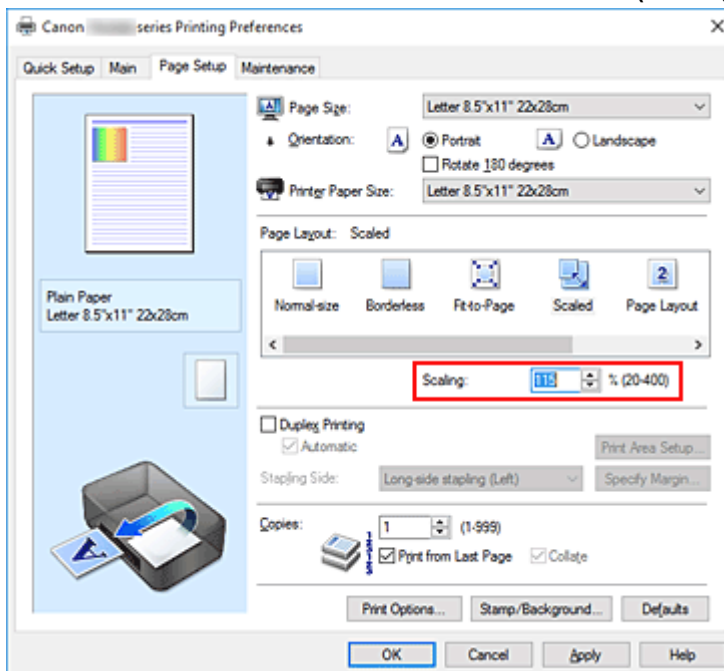 Canon series Printing Preferences
Quick Setup Main Page Setup Maintenance
Page Size: Letter 8.5"x11" 22x28cm
Orientation: A Portrait A Landscape
Rotate 180 degrees
Printer Paper Size: Letter 8.5"x11" 22x28cm
Page Layout: Scaled
Normal-size Borderless Fit-to-Page Scaled 2 Page Layout
Plain Paper
Letter 8.5"x11" 22x28cm
Scaling: 115 % (20-400)
Duplex Printing
Automatic
Print Area Setup...
Stapling Side: Long-side stapling (Left) Specify Margin...
Copies: 1 (1-999)
Print from Last Page Collate
A
Print Options... Stamp/Background... Defaults
OK Cancel Apply Help